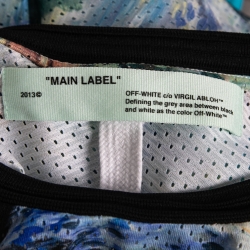 "MAIN LABEL"
2013©
OFF-WHITE c/o VIRGIL ABLOH™
Defining the grey area between black
and white as the color Off-White™